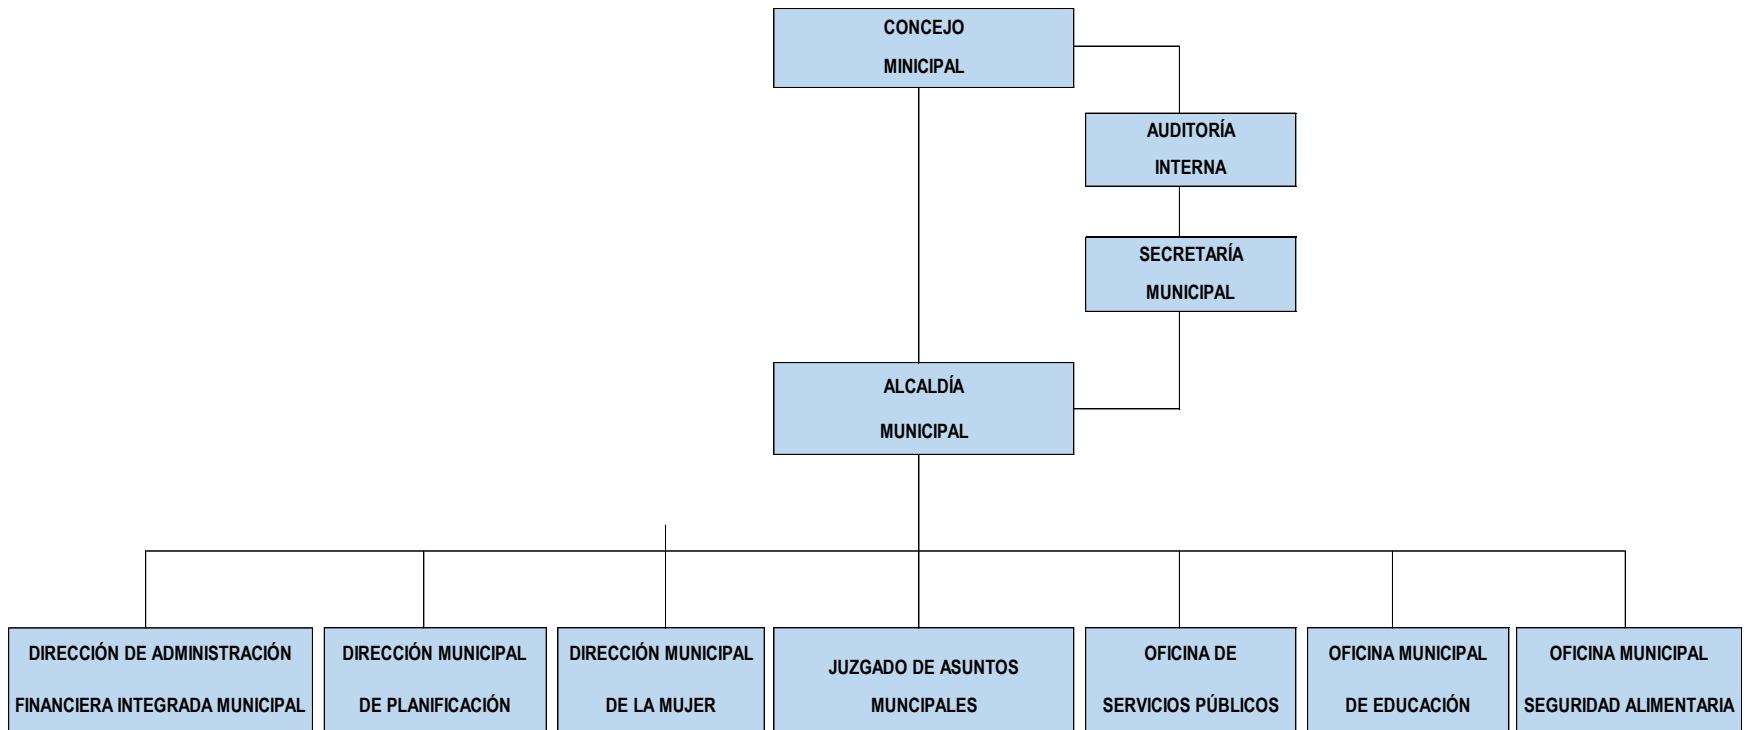 CONCEJO
MINICIPAL
AUDITORÍA
INTERNA
SECRETARÍA
MUNICIPAL
ALCALDÍA
MUNICIPAL
DIRECCIÓN DE ADMINISTRACIÓN
FINANCIERA INTEGRADA MUNICIPAL
DIRECCIÓN MUNICIPAL
DE PLANIFICACIÓN
DIRECCIÓN MUNICIPAL
DE LA MUJER
JUZGADO DE ASUNTOS
MUNCIPALES
OFICINA DE
SERVICIOS PÚBLICOS
OFICINA MUNICIPAL
DE EDUCACIÓN
OFICINA MUNICIPAL
SEGURIDAD ALIMENTARIA